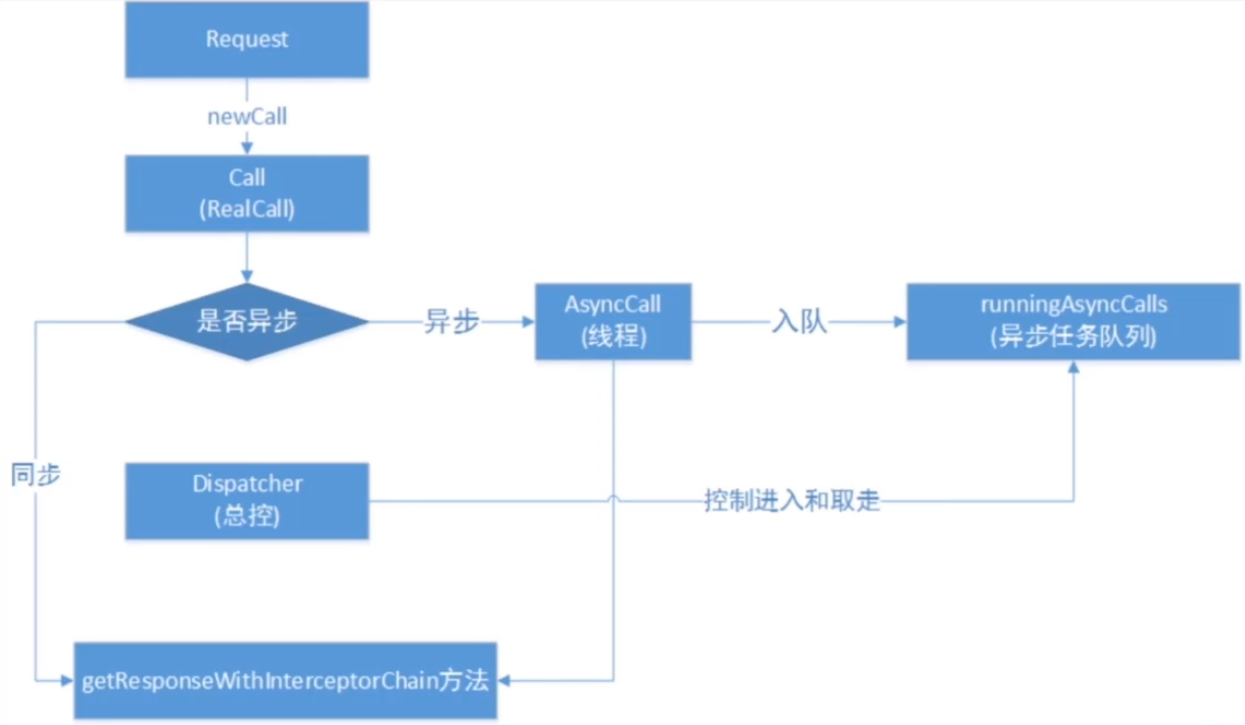 Request
newCall
Call
(RealCall)
是否异步
异步
AsyncCall
(线程)
入队
runningAsyncCalls
(异步任务队列)
同步
Dispatcher
(总控)
控制进入和取走
getResponseWithInterceptorChain方法